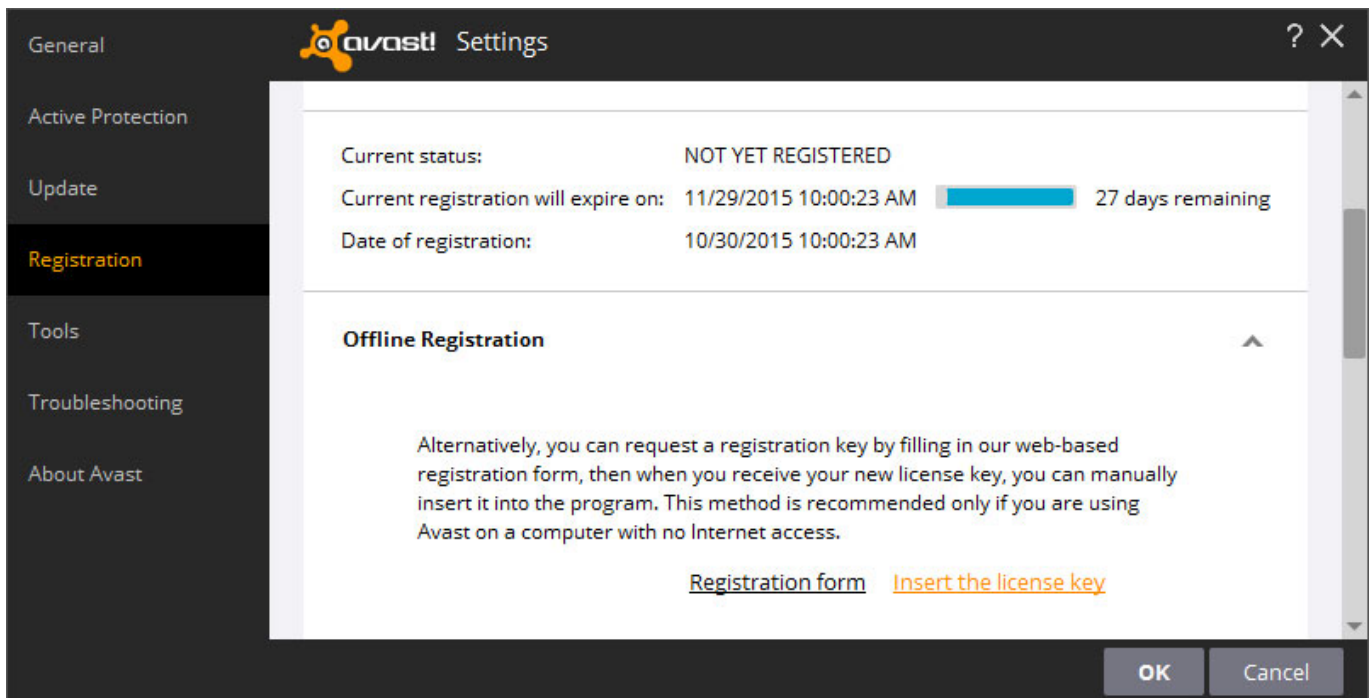 General
Active Protection
Update
Registration
Tools
Troubleshooting
About Avast
avast! Settings ?
Current status: NOT YET REGISTERED
Current registration will expire on: 11/29/2015 10:00:23 AM 27 days remaining
Date of registration: 10/30/2015 10:00:23 AM
Offline Registration
Alternatively, you can request a registration key by filling in our web-based
registration form, then when you receive your new license key, you can manually
insert it into the program. This method is recommended only if you are using
Avast on a computer with no Internet access.
Registration form Insert the license key
OK Cancel